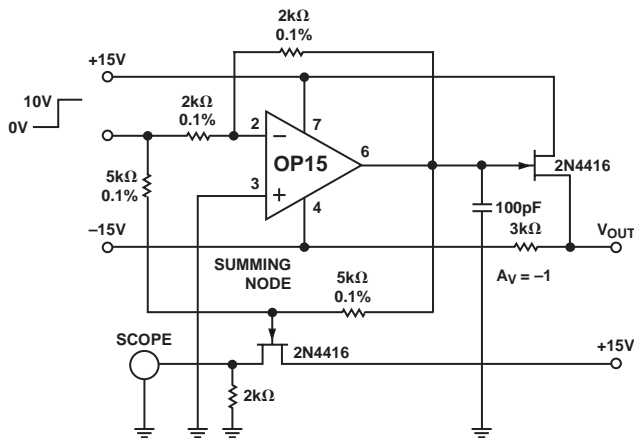 2kΩ
0.1%
+15V
10V
0V
2kΩ
0.1%
2
−
7
OP15
6
3
+
4
2N4416
5kΩ
0.1%
100pF
3kΩ
VOUT
–15V
SUMMING
NODE
5kΩ
0.1%
AV = –1
SCOPE
2N4416
+15V
2kΩ